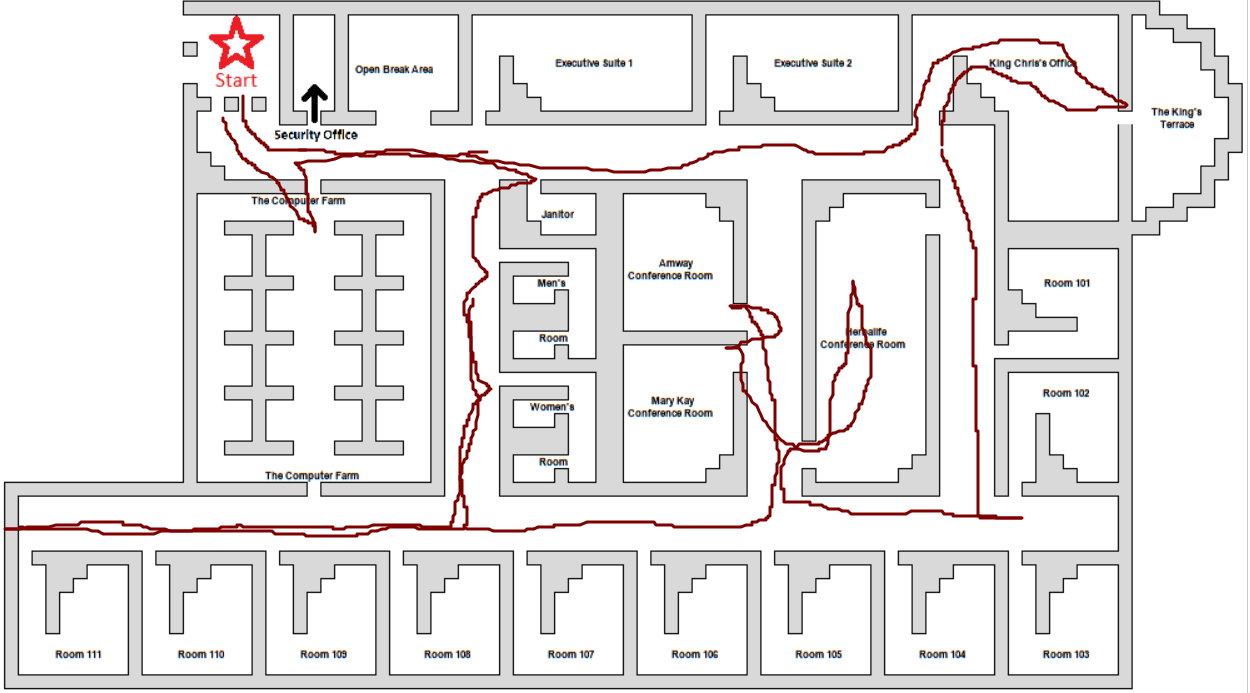 Start
Security Office
Open Break Area
Executive Suite 1
Executive Suite 2
King Chris's Office
The King's
Terrace
The Computer Farm
Janitor
Amway
Conference Room
Men's
Room
Room 101
Herbalife
Conference Room
Mary Kay
Conference Room
Women's
Room
Room 102
The Computer Farm
Room 111
Room 110
Room 109
Room 108
Room 107
Room 106
Room 105
Room 104
Room 103